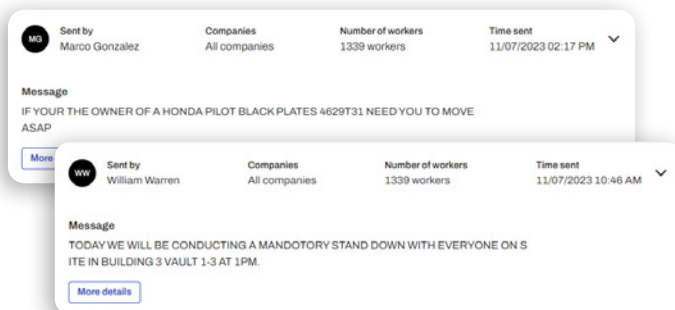 MG
Sent by
Marco Gonzalez
Companies
All companies
Number of workers
1339 workers
Time sent
11/07/2023 02:17 PM
Message
IF YOUR THE OWNER OF A HONDA PILOT BLACK PLATES 4629T31 NEED YOU TO MOVE
ASAP
More
WW
Sent by
William Warren
Companies
All companies
Number of workers
1339 workers
Time sent
11/07/2023 10:46 AM
Message
TODAY WE WILL BE CONDUCTING A MANDOTORY STAND DOWN WITH EVERYONE ON S
ITE IN BUILDING 3 VAULT 1-3 AT 1PM.
More details